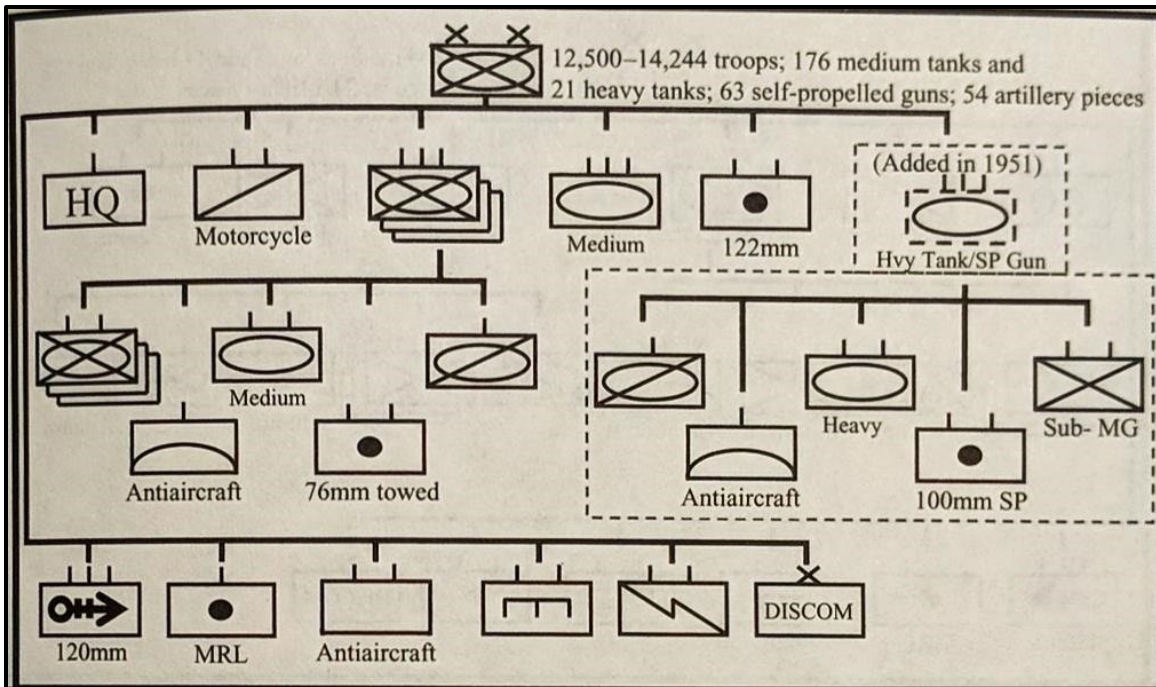 12,500–14,244 troops; 176 medium tanks and
21 heavy tanks; 63 self-propelled guns; 54 artillery pieces
HQ
Motorcycle
Medium
122mm
(Added in 1951)
Hvy Tank/SP Gun
Medium
Antiaircraft
76mm towed
Heavy
Sub- MG
Antiaircraft
100mm SP
120mm
MRL
Antiaircraft
DISCOM